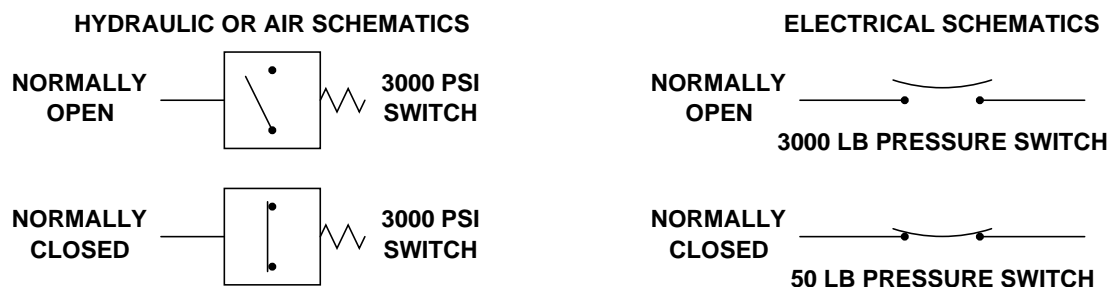 HYDRAULIC OR AIR SCHEMATICS
NORMALLY
OPEN
3000 PSI
SWITCH
NORMALLY
CLOSED
3000 PSI
SWITCH
ELECTRICAL SCHEMATICS
NORMALLY
OPEN
3000 LB PRESSURE SWITCH
NORMALLY
CLOSED
50 LB PRESSURE SWITCH